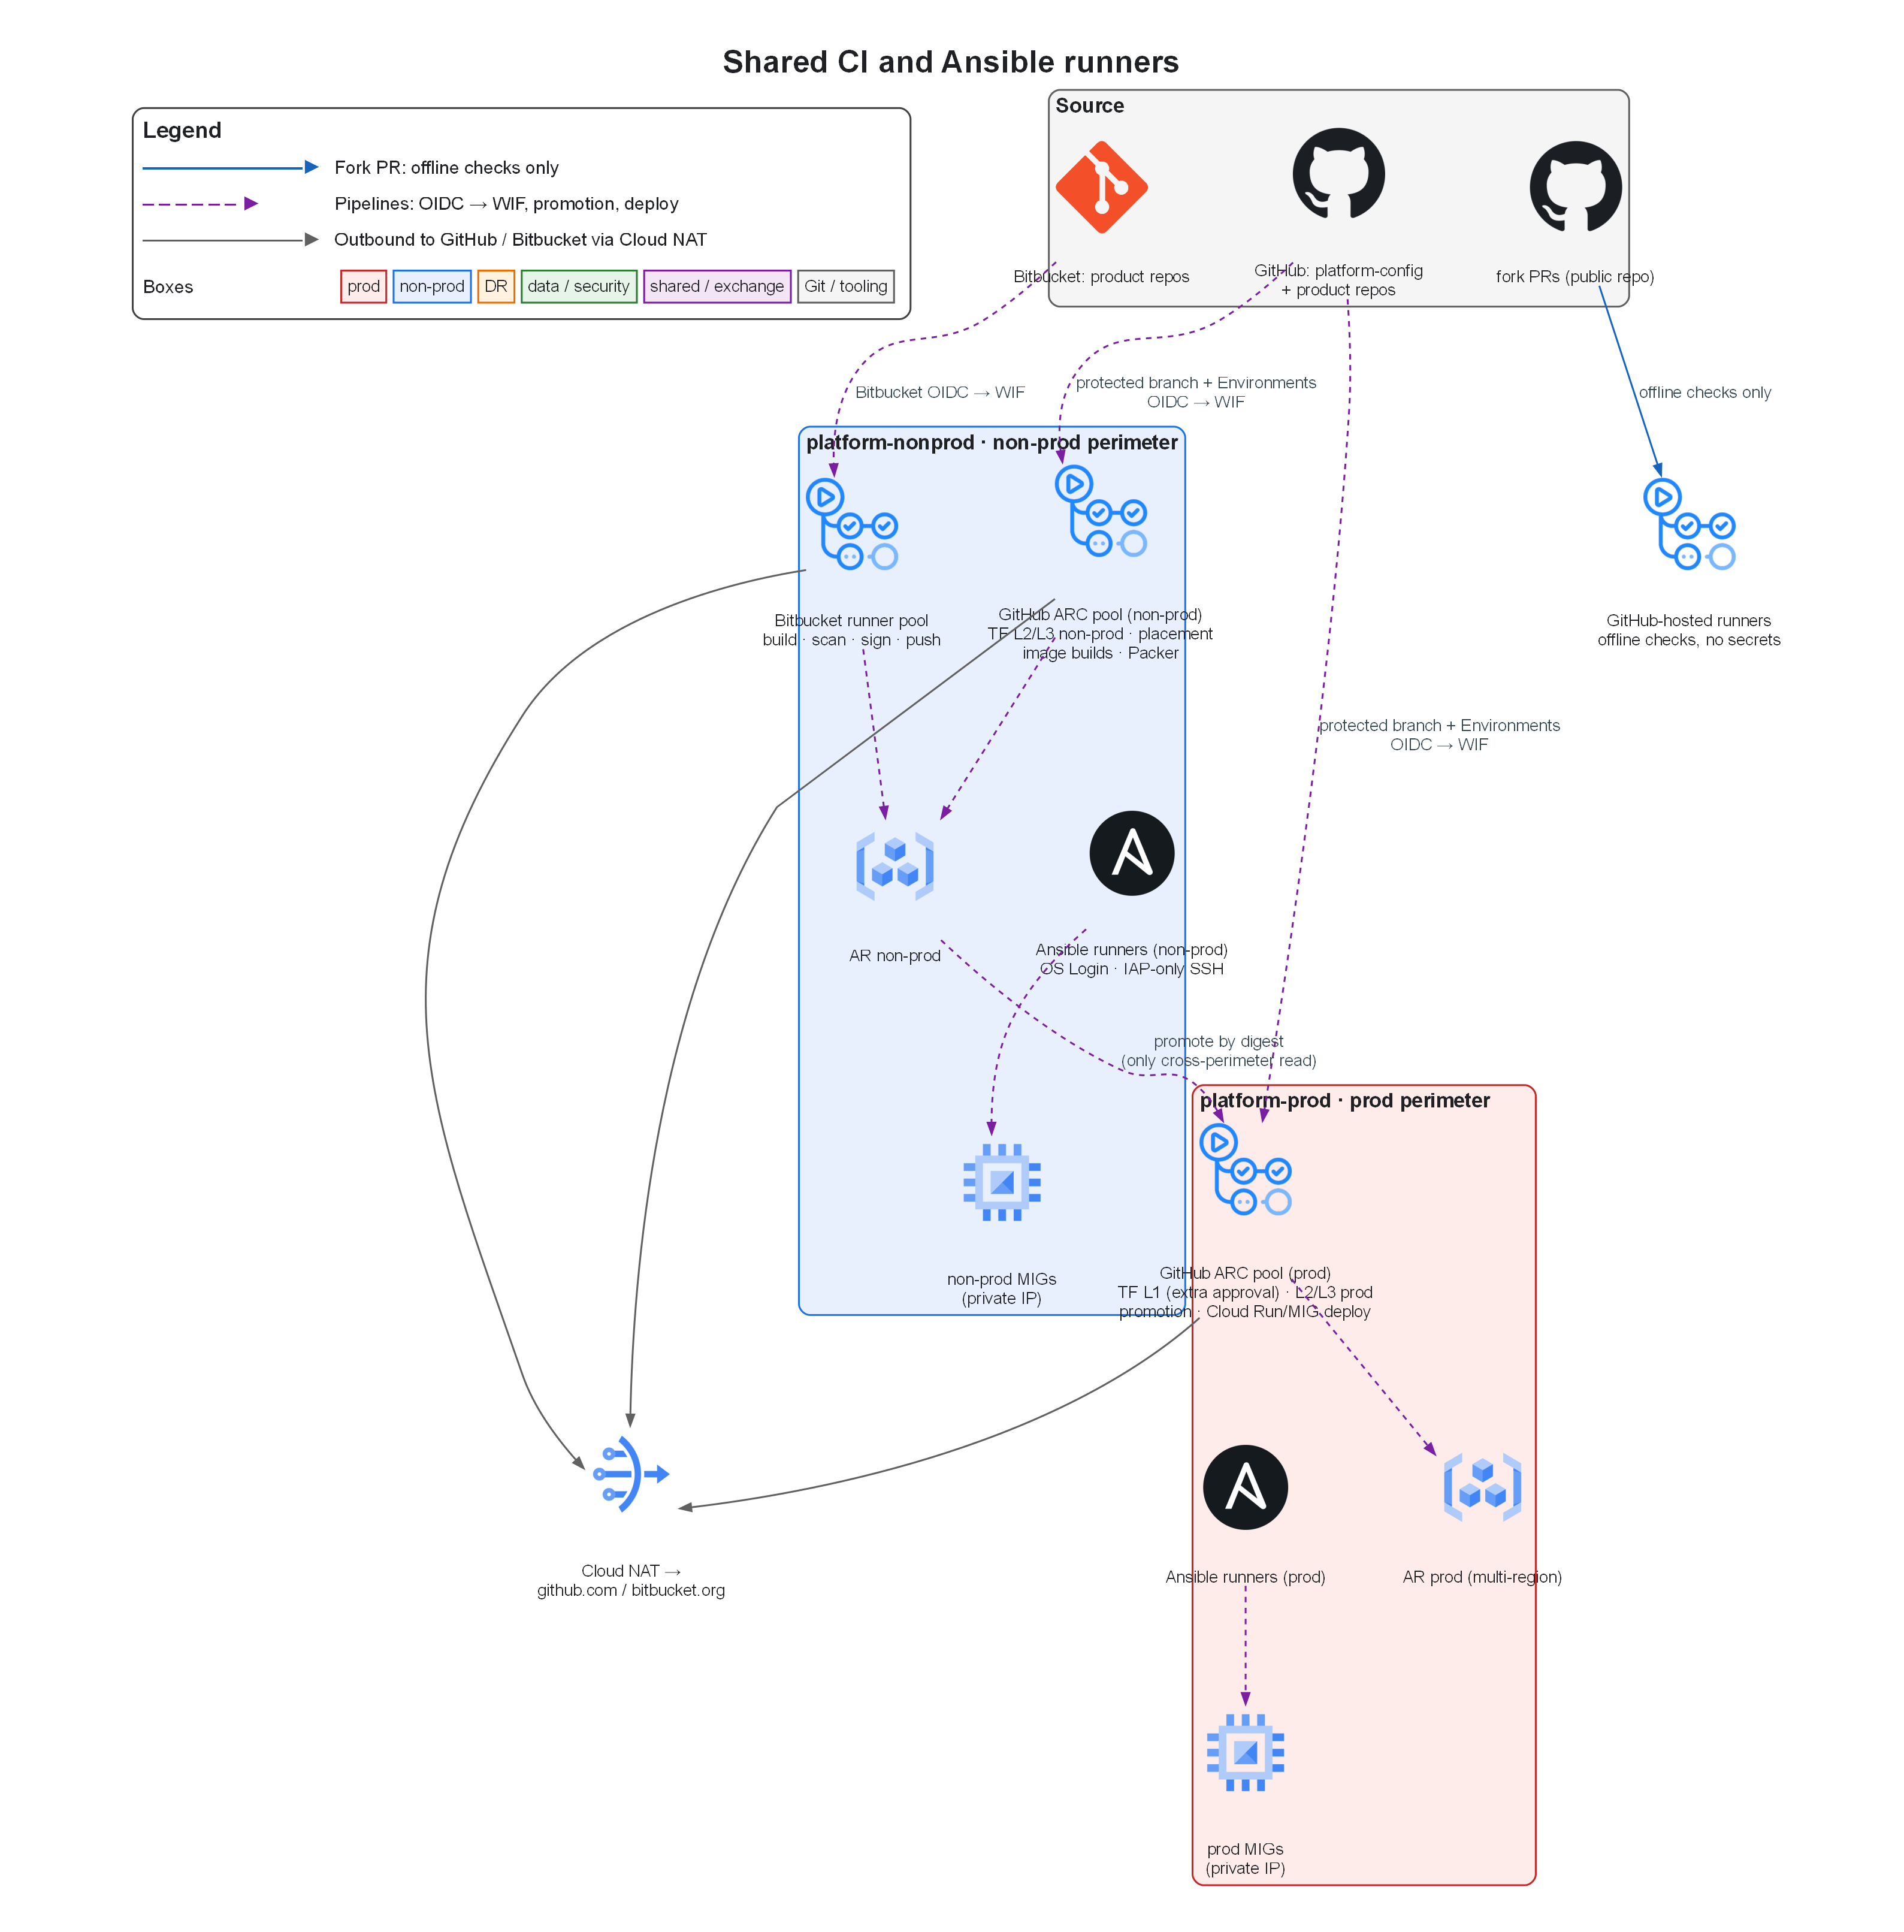 Shared CI and Ansible runners
Legend
Fork PR: offline checks only
Pipelines: OIDC → WIF, promotion, deploy
Outbound to GitHub / Bitbucket via Cloud NAT
Boxes
prod
non-prod
DR
data / security
shared / exchange
Git / tooling
Source
Bitbucket: product repos
GitHub: platform-config
+ product repos
fork PRs (public repo)
Bitbucket OIDC → WIF
protected branch + Environments
OIDC → WIF
offline checks only
platform-nonprod · non-prod perimeter
Bitbucket runner pool
build · scan · sign · push
GitHub ARC pool (non-prod)
TF L2/L3 non-prod · placement
image builds · Packer
GitHub-hosted runners
offline checks, no secrets
protected branch + Environments
OIDC → WIF
AR non-prod
Ansible runners (non-prod)
OS Login · IAP-only SSH
promote by digest
(only cross-perimeter read)
platform-prod · prod perimeter
non-prod MIGs
(private IP)
GitHub ARC pool (prod)
TF L1 (extra approval) · L2/L3 prod
promotion · Cloud Run/MIG deploy
Cloud NAT →
github.com / bitbucket.org
Ansible runners (prod)
AR prod (multi-region)
prod MIGs
(private IP)